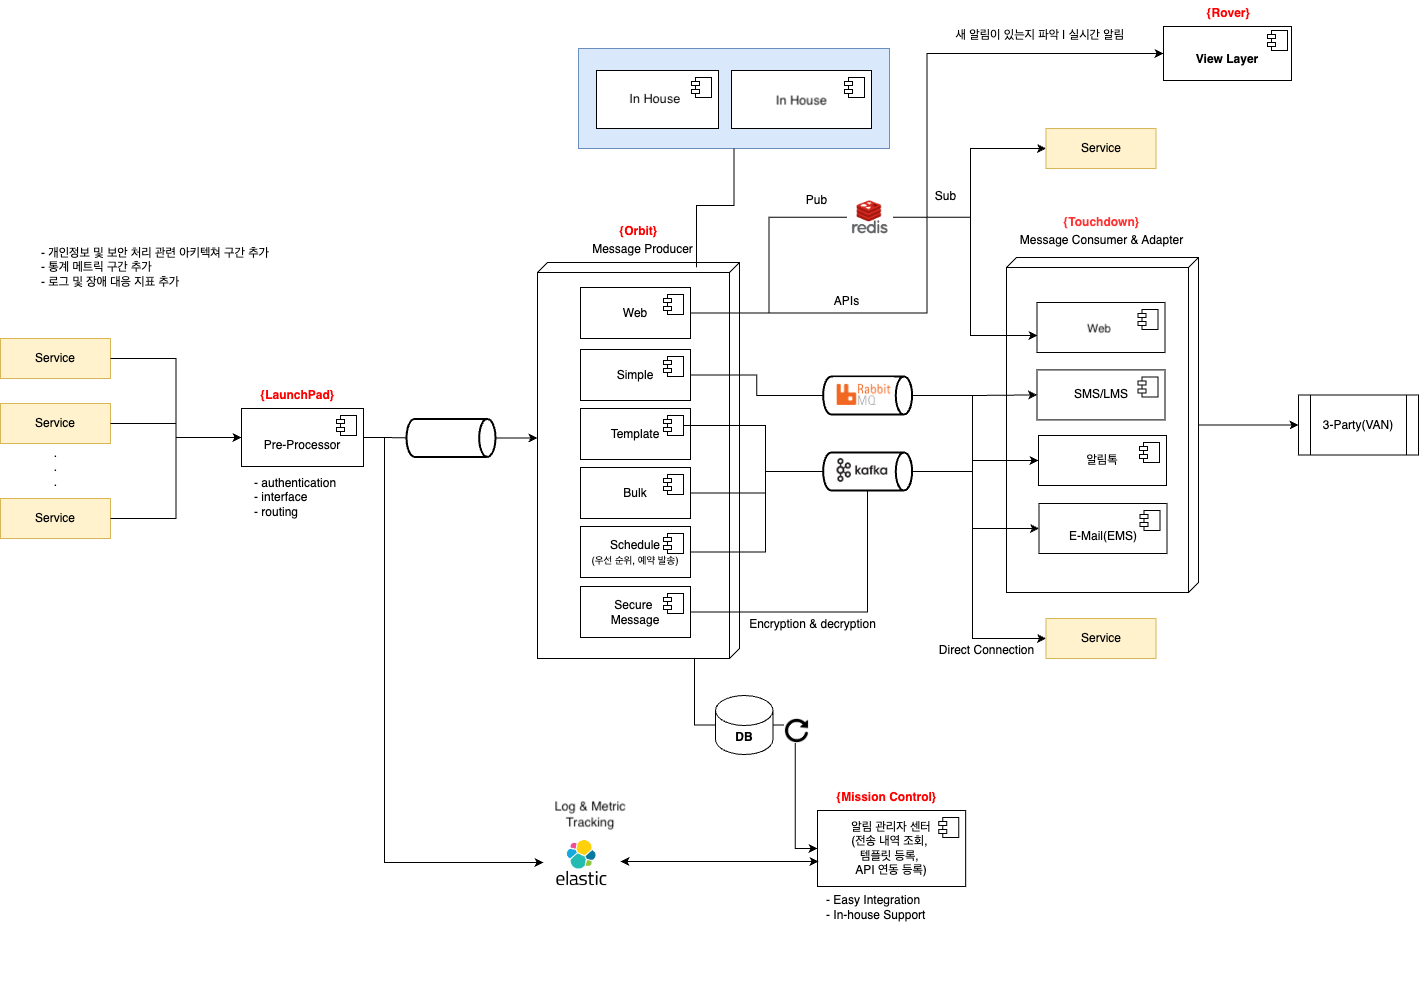 {Rover}
새 알림이 있는지 파악 | 실시간 알림
View Layer
In House
In House
Service
Pub
Sub
redis
{Orbit}
Message Producer
{Touchdown}
Message Consumer & Adapter
- 개인정보 및 보안 처리 관련 아키텍쳐 구간 추가
- 통계 메트릭 구간 추가
- 로그 및 장애 대응 지표 추가
APIs
Web
Web
Service
Simple
Rabbit
MQ
SMS/LMS
{LaunchPad}
Service
Template
3-Party(VAN)
Pre-Processor
.
.
.
알림톡
kafka
- authentication
- interface
- routing
Bulk
Service
Schedule
(우선 순위, 예약 발송)
E-Mail(EMS)
Secure
Message
Encryption & decryption
Service
Direct Connection
DB
{Mission Control}
Log & Metric
Tracking
알림 관리자 센터
(전송 내역 조회,
템플릿 등록,
API 연동 등록)
elastic
- Easy Integration
- In-house Support